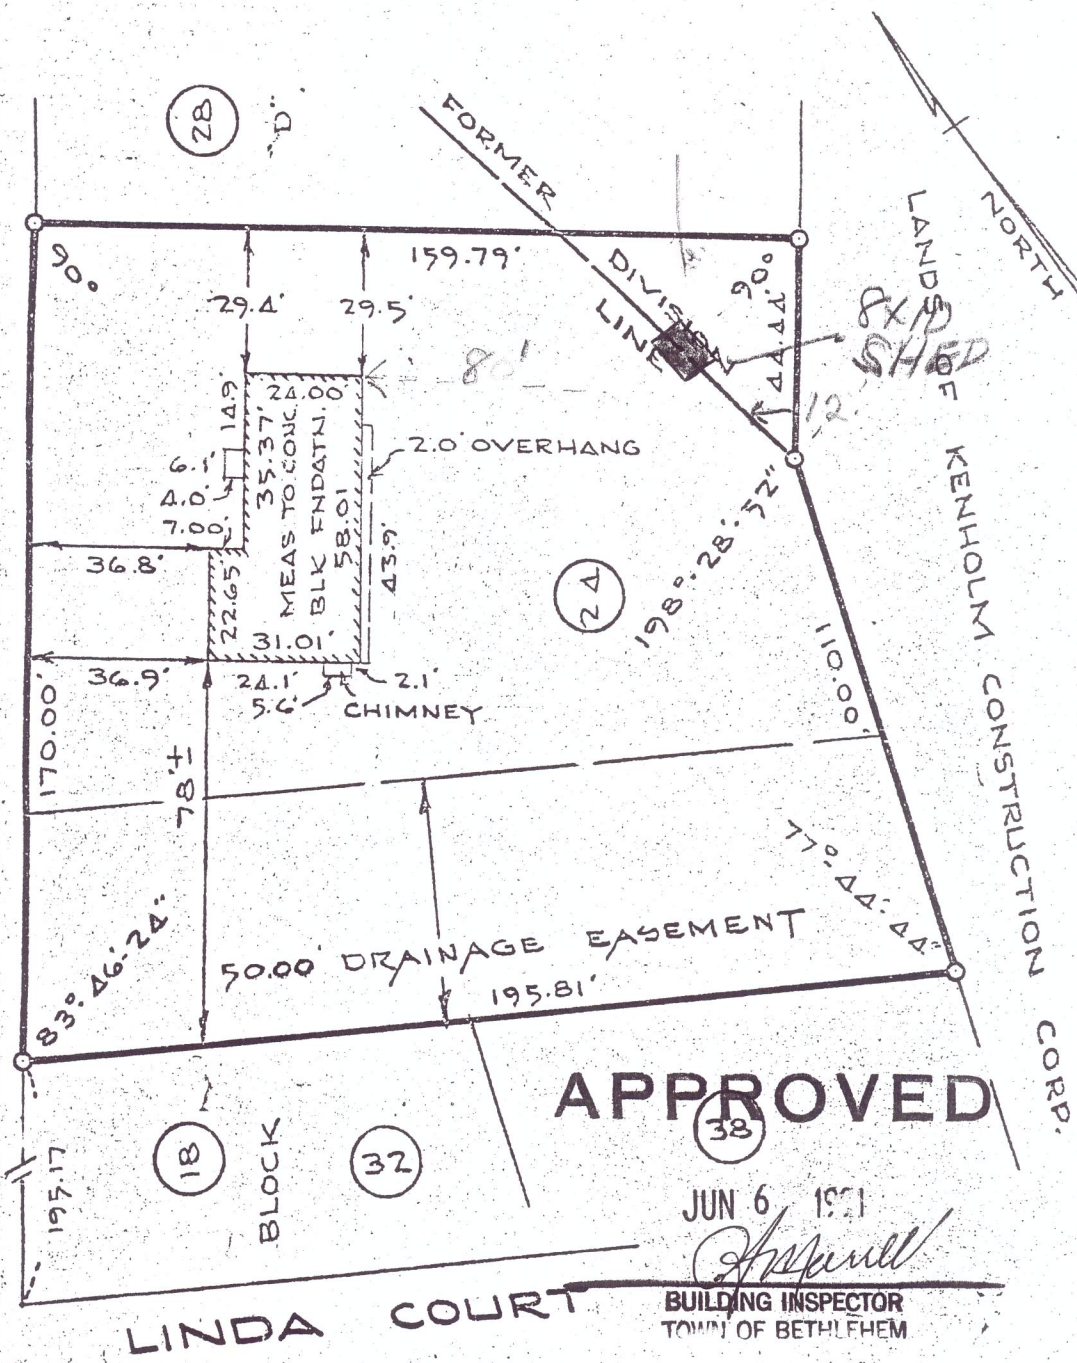 28
"D"
FORMER
DIVISION
LINE
NORTH
159.79'
90°
90°
44.44'
29.4'
29.5'
8X10
SHED
12
80'
24.00'
14.9'
35.37'
MEAS TO CONC.
BLK FNDATN.
58.01
2.0' OVERHANG
6.1'
4.0'
7.00'
43.9'
36.8'
22.65'
31.01'
36.9'
24.1'
2.1'
5.6'
CHIMNEY
24
198°-28'-52"
110.00'
LANDS OF KENHOLM CONSTRUCTION CORP.
170.00'
78'±
77°-44'-44"
83°-46'-24"
50.00' DRAINAGE EASEMENT
195.81'
APPROVED
38
18
BLOCK
32
195.17
JUN 6
BUILDING INSPECTOR
TOWN OF BETHLEHEM
LINDA COURT